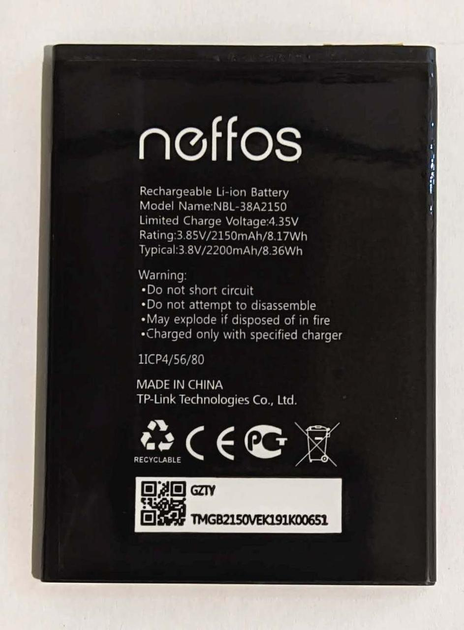 neffos
Rechargeable Li-ion Battery
Model Name:NBL-38A2150
Limited Charge Voltage:4.35V
Rating:3.85V/2150mAh/8.17Wh
Typical:3.8V/2200mAh/8.36Wh
Warning:
•Do not short circuit
•Do not attempt to disassemble
•May explode if disposed of in fire
•Charged only with specified charger
1ICP4/56/80
MADE IN CHINA
TP-Link Technologies Co., Ltd.
CE PCT
RECYCLABLE
GZTY
TMGB2150VEK191K00651